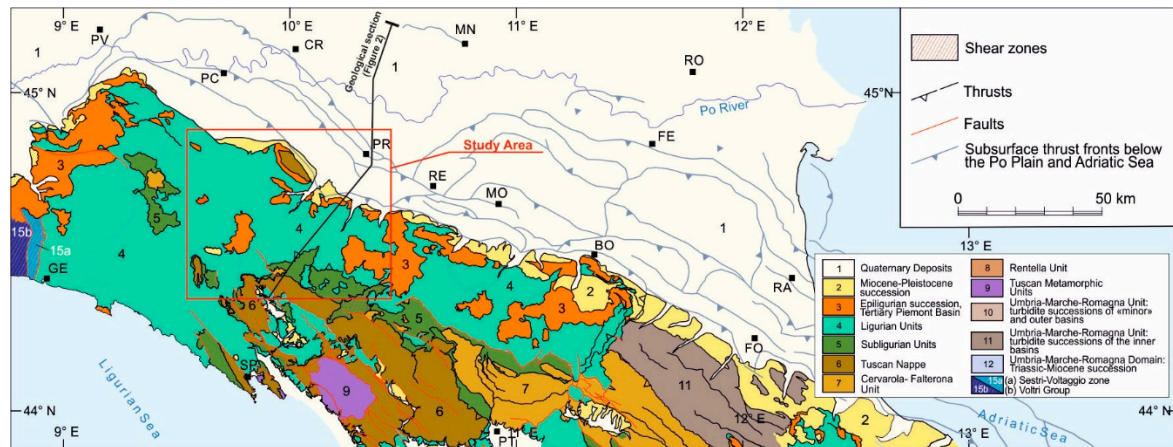 9° E
10° E
11° E
12° E
PV
CR
MN
RO
PC
1
1
Geological section
(Figure 2)
45° N
45° N
Po River
FE
PR
Study Area
RE
MO
3
5
4
4
4
3
3
2
1
BO
RA
15b
15a
GE
6
5
SP
9
6
7
11
FO
2
2
Ligurian Sea
Adriatic Sea
44° N
44° N
9° E
11° E
PT
12° E
13° E
13° E
Shear zones
Thrusts
Faults
Subsurface thrust fronts below
the Po Plain and Adriatic Sea
0 50 km
1 Quaternary Deposits
2 Miocene-Pleistocene
succession
3 Epiligurian succession,
Tertiary Piemont Basin
4 Ligurian Units
5 Subligurian Units
6 Tuscan Nappe
7 Cervarola- Falterona
Unit
8 Rentella Unit
9 Tuscan Metamorphic
Units
10 Umbria-Marche-Romagna Unit:
turbidite successions of «minor»
and outer basins
11 Umbria-Marche-Romagna Unit:
turbidite successions of the inner
basins
12 Umbria-Marche-Romagna Domain:
Triassic-Miocene succession
15a (a) Sestri-Voltaggio zone
15b (b) Voltri Group